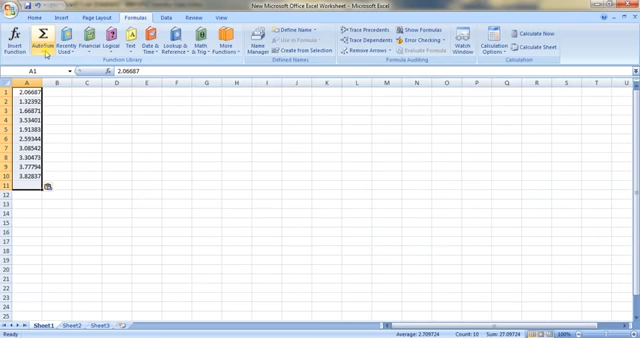 New Microsoft Office Excel Worksheet - Microsoft Excel
Home Insert Page Layout Formulas Data Review View
Insert Function AutoSum Recently Used Financial Logical Text Date & Time Lookup & Reference Math & Trig More Functions
Function Library
Name Manager Define Name Use in Formula Create from Selection
Defined Names
Trace Precedents Trace Dependents Remove Arrows Show Formulas Error Checking Evaluate Formula Watch Window
Formula Auditing
Calculation Options Calculate Now Calculate Sheet
Calculation
A1 fx 2.06687
A B C D E F G H I J K L M N O P Q R S T U
1 2.06687
2 1.32392
3 1.66871
4 3.53401
5 1.91383
6 2.59344
7 3.08542
8 3.30473
9 3.77794
10 3.82837
11
12
13
14
15
16
17
18
19
20
21
22
23
24
25
Sheet1 Sheet2 Sheet3
Ready Average: 2.709724 Count: 10 Sum: 27.09724 100%